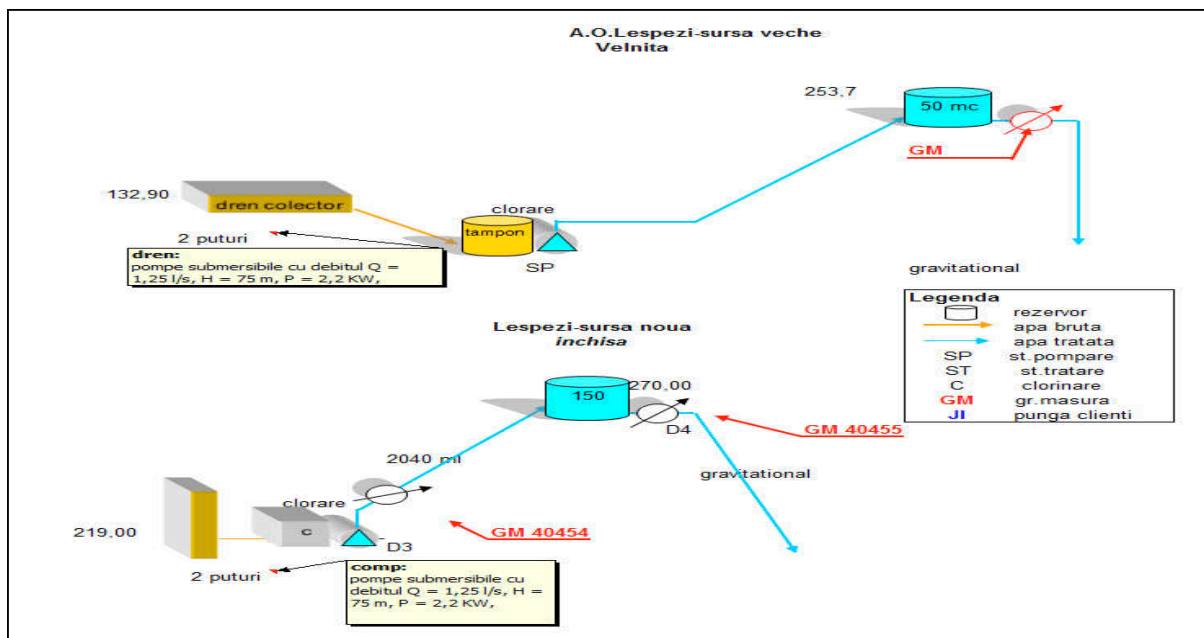 A.O.Lespezi-sursa veche
Velnita
253,7
50 mc
GM
132,90
dren colector
clorare
tampon
2 puturi
SP
dren:
pompe submersibile cu debitul Q =
1,25 l/s, H = 75 m, P = 2,2 KW,
gravitational
Legenda
rezervor
apa bruta
apa tratata
SP st.pompare
ST st.tratare
C clorinare
GM gr.masura
JI punga clienti
Lespezi-sursa noua
inchisa
150
270,00
D4
GM 40455
2040 ml
gravitational
clorare
219,00
c
D3
GM 40454
2 puturi
comp:
pompe submersibile cu
debitul Q = 1,25 l/s, H =
75 m, P = 2,2 KW,